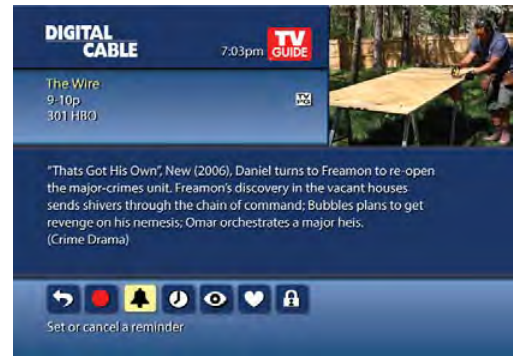 DIGITAL
CABLE
7:03pm
TV
GUIDE
The Wire
9-10p
TV
PG
301 HBO
"Thats Got His Own", New (2006), Daniel turns to Freamon to re-open
the major-crimes unit. Freamon's discovery in the vacant houses
sends shivers through the chain of command; Bubbles plans to get
revenge on his nemesis; Omar orchestrates a major heis.
(Crime Drama)
Set or cancel a reminder